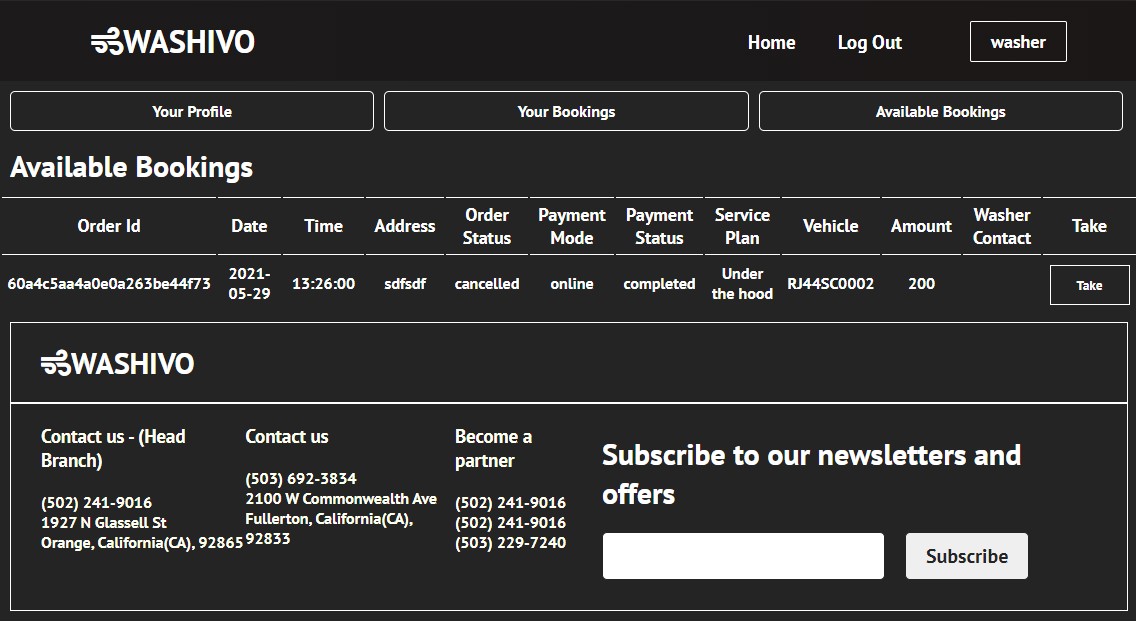 WASHIVO
Home Log Out washer
Your Profile Your Bookings Available Bookings
Available Bookings
Order Id Date Time Address Order Status Payment Mode Payment Status Service Plan Vehicle Amount Washer Contact Take
60a4c5aa4a0e0a263be44f73 2021-05-29 13:26:00 sdfsdf cancelled online completed Under the hood RJ44SC0002 200 Take
WASHIVO
Contact us - (Head
Branch)
(502) 241-9016
1927 N Glassell St
Orange, California(CA), 92865
Contact us
(503) 692-3834
2100 W Commonwealth Ave
Fullerton, California(CA),
92833
Become a
partner
(502) 241-9016
(502) 241-9016
(503) 229-7240
Subscribe to our newsletters and
offers
Subscribe